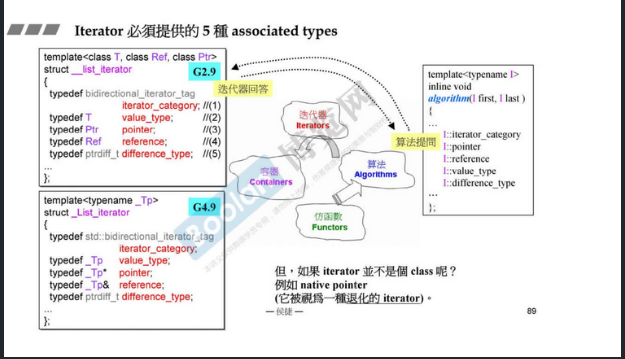 Iterator 必須提供的 5 種 associated types
template<class T, class Ref, class Ptr>
struct __list_iterator
G2.9
{
typedef bidirectional_iterator_tag
iterator_category; //(1)
typedef T value_type; //(2)
typedef Ptr pointer; //(3)
typedef Ref reference; //(4)
typedef ptrdiff_t difference_type; //(5)
...
};
template<typename _Tp>
struct _List_iterator
G4.9
{
typedef std::bidirectional_iterator_tag
iterator_category;
typedef _Tp value_type;
typedef _Tp* pointer;
typedef _Tp& reference;
typedef ptrdiff_t difference_type;
...
};
迭代器回答
迭代器
Iterators
容器
Containers
算法
Algorithms
仿函數
Functors
算法提問
template<typename I>
inline void
algorithm(I first, I last )
{
...
I::iterator_category
I::pointer
I::reference
I::value_type
I::difference_type
...
};
但，如果 iterator 並不是個 class 呢？
例如 native pointer
(它被視爲一種退化的 iterator)。
— 侯捷 —
89
Boolan 博览网